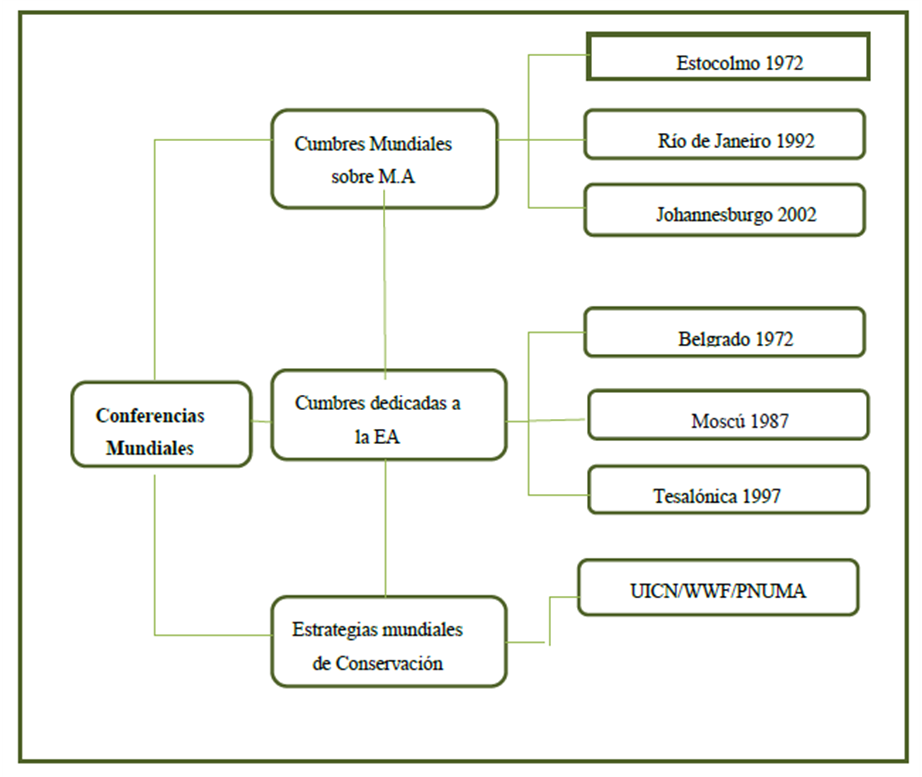 Conferencias
Mundiales
Cumbres Mundiales
sobre M.A
Estocolmo 1972
Río de Janeiro 1992
Johannesburgo 2002
Cumbres dedicadas a
la EA
Belgrado 1972
Moscú 1987
Tesalónica 1997
Estrategias mundiales
de Conservación
UICN/WWF/PNUMA